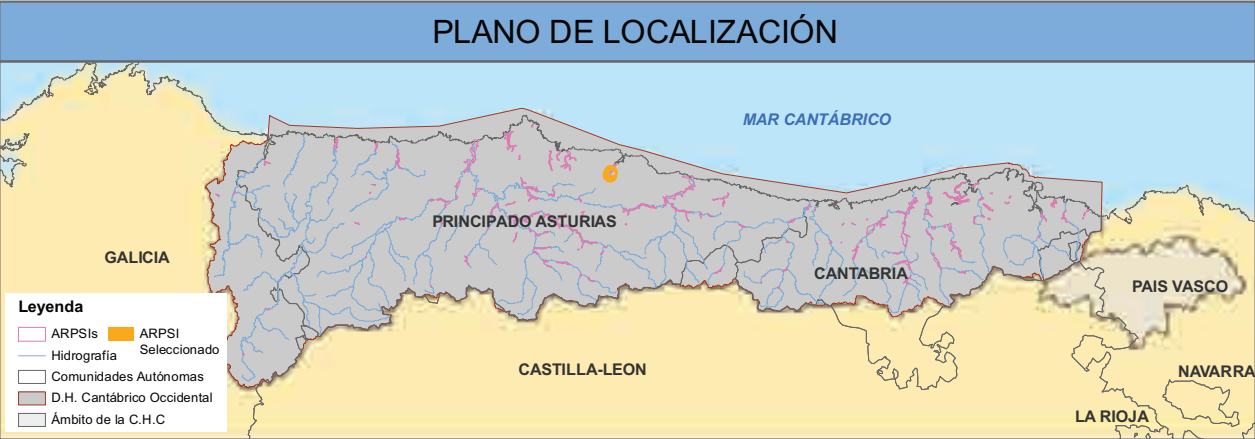 PLANO DE LOCALIZACIÓN
MAR CANTÁBRICO
PRINCIPADO ASTURIAS
GALICIA
CANTABRIA
PAIS VASCO
CASTILLA-LEON
NAVARRA
LA RIOJA
Leyenda
ARPSIs
ARPSI
Seleccionado
Hidrografía
Comunidades Autónomas
D.H. Cantábrico Occidental
Ámbito de la C.H.C